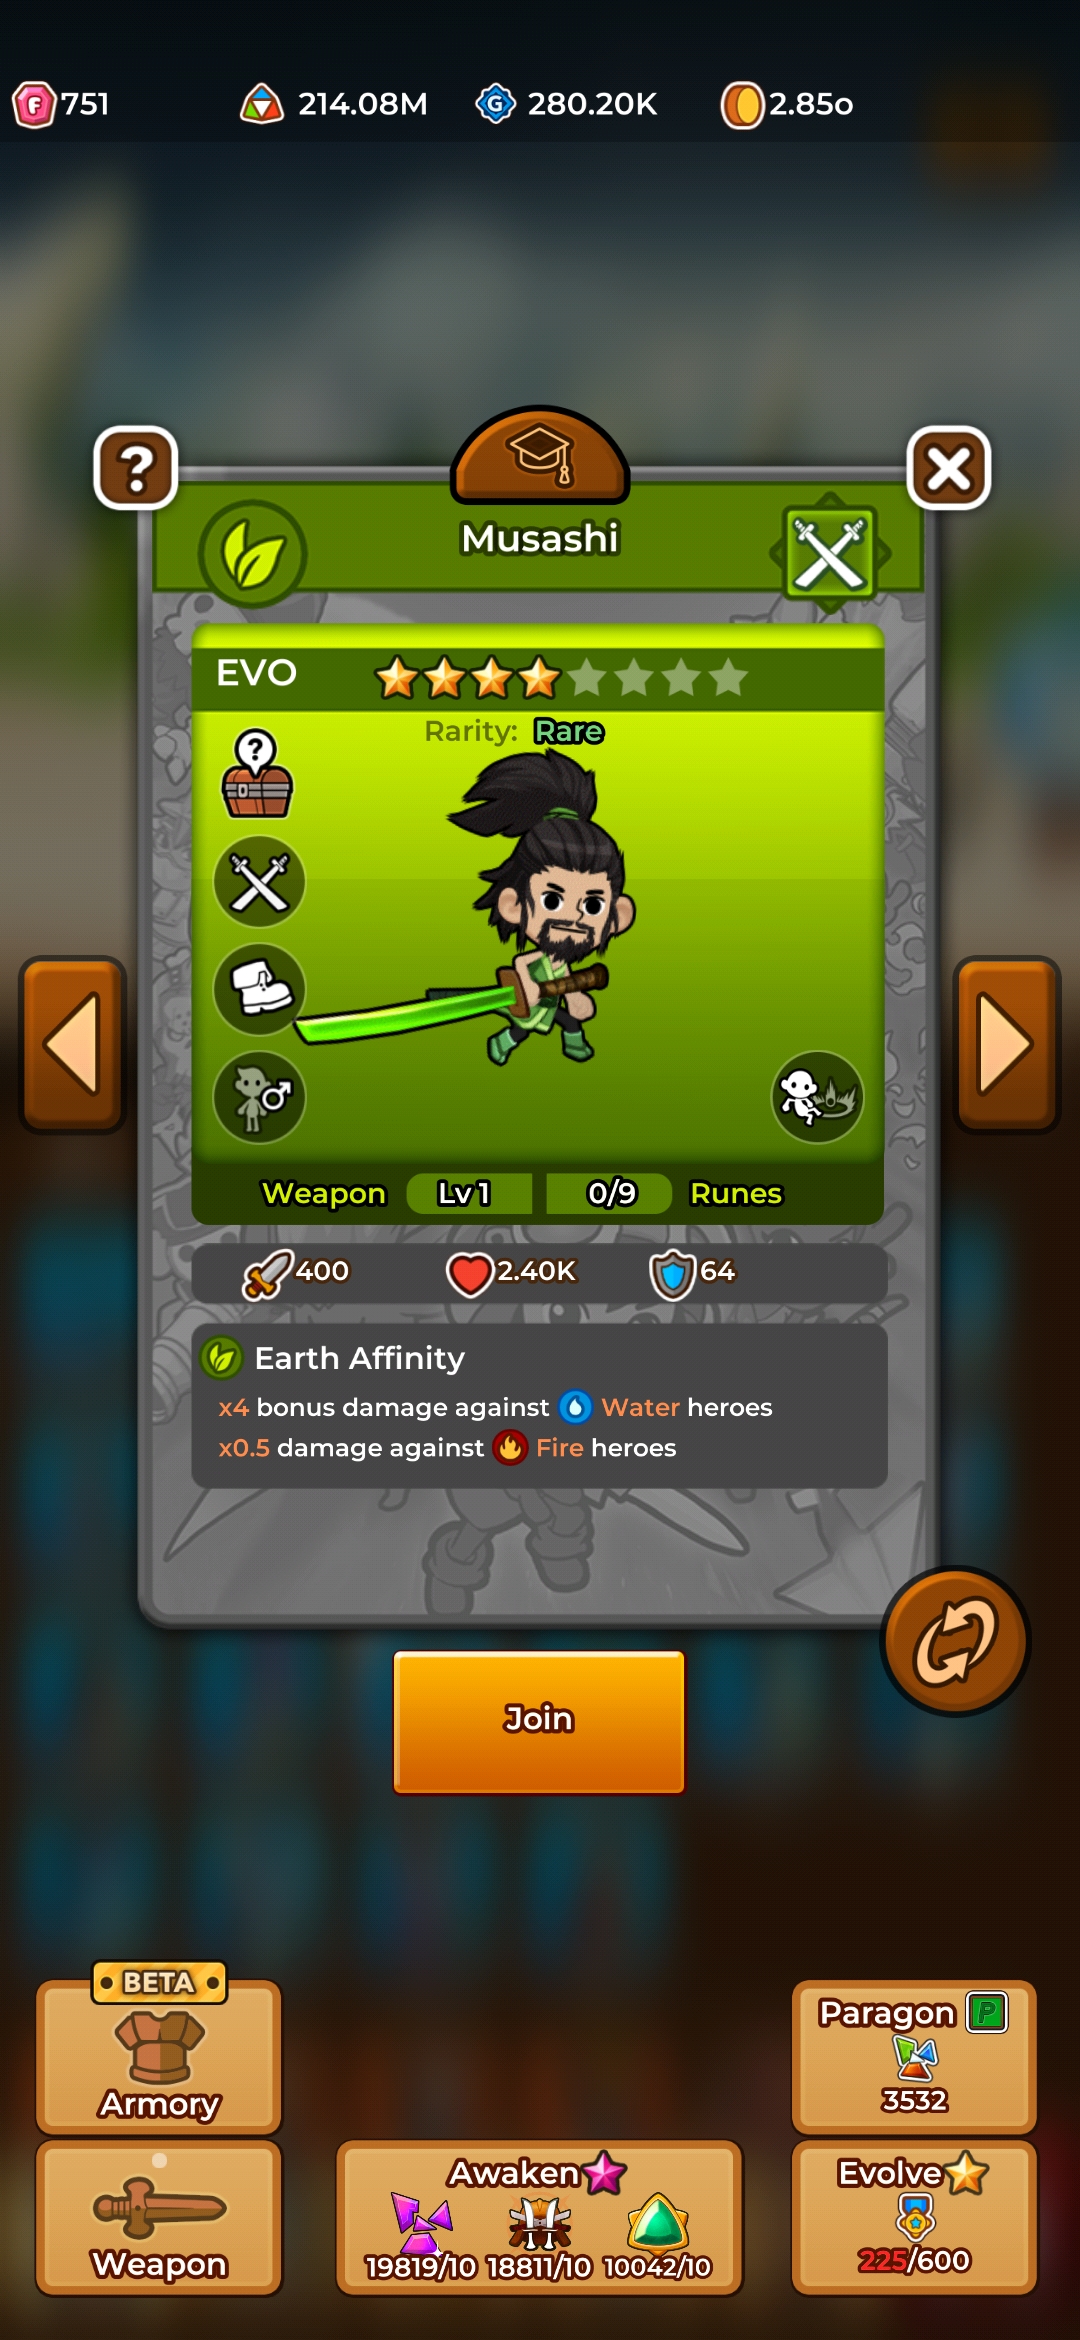 F 751 214.08M G 280.20K 2.85o
?
Musashi
EVO
Rarity: Rare
?
Weapon Lv 1 0/9 Runes
400 2.40K 64
Earth Affinity
x4 bonus damage against Water heroes
x0.5 damage against Fire heroes
Join
BETA
Armory
Paragon P
3532
Weapon
Awaken
19819/10 18811/10 10042/10
Evolve
225/600